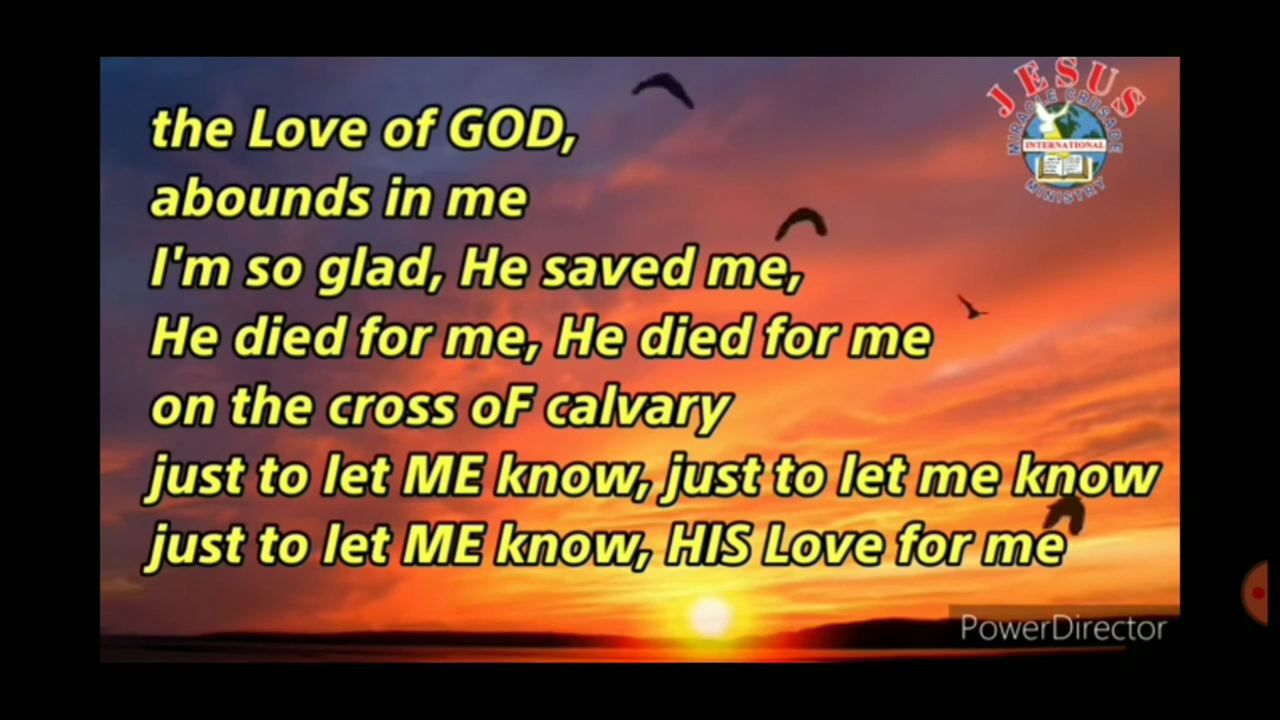 the Love of GOD,
abounds in me
I'm so glad, He saved me,
He died for me, He died for me
on the cross oF calvary
just to let ME know, just to let me know
just to let ME know, HIS Love for me
JESUS
MIRACLE CRUSADE
INTERNATIONAL
MINISTRY
PowerDirector